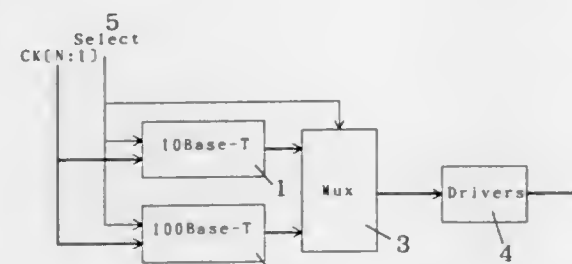 5
Select
CK[N:1]
10Base-T
1
Mux
3
Drivers
4
100Base-T